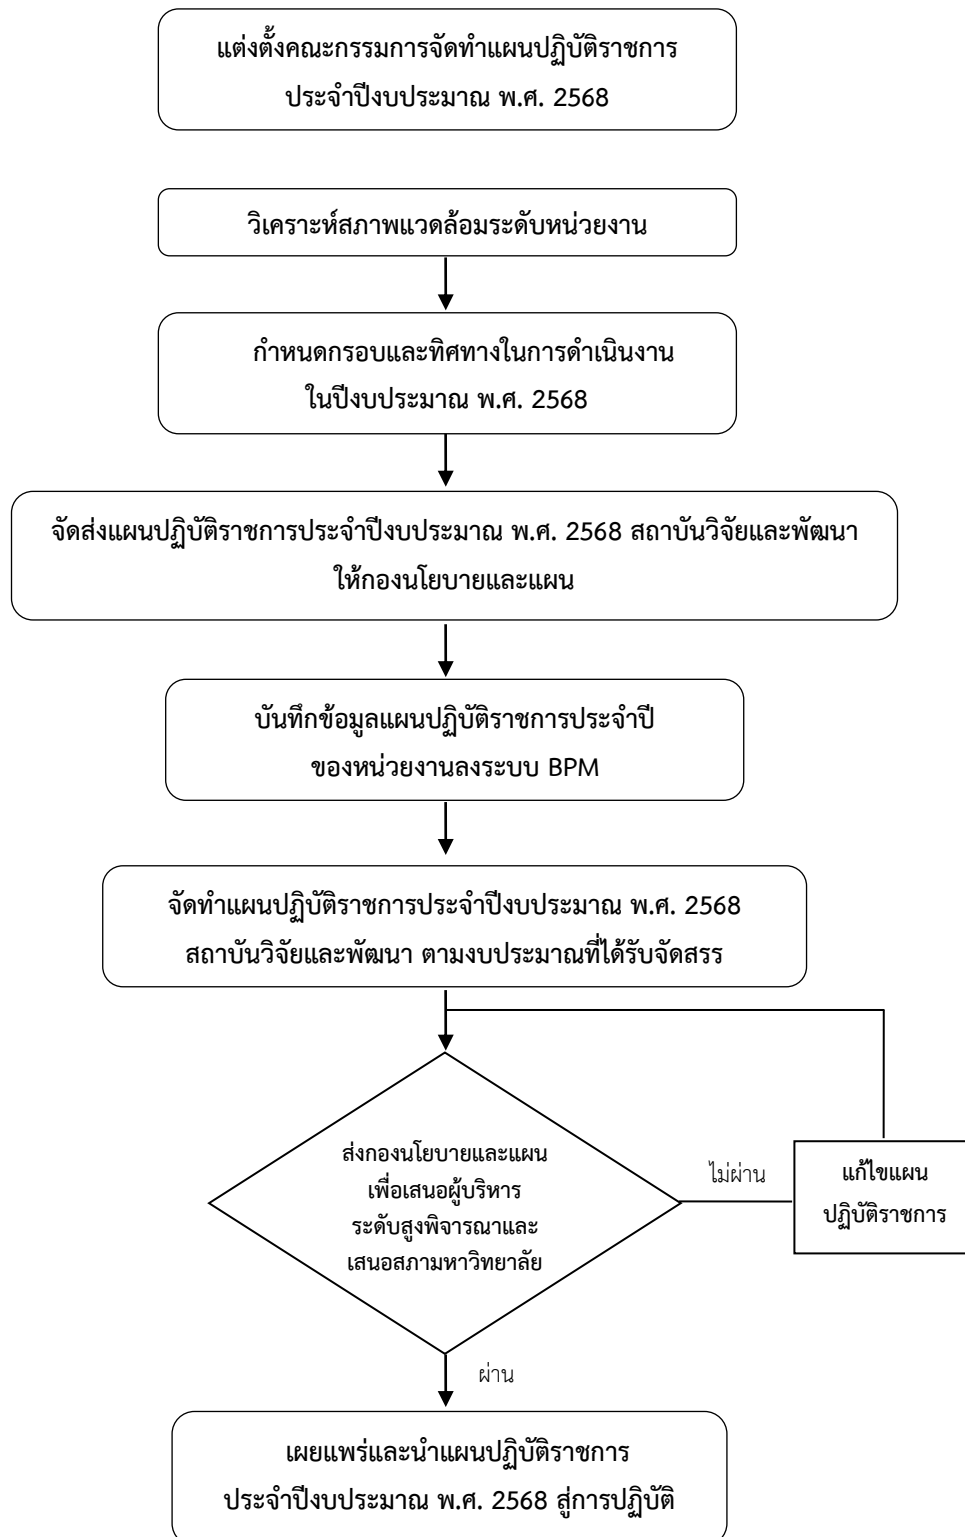 แต่งตั้งคณะกรรมการจัดทำแผนปฏิบัติราชการ
ประจำปีงบประมาณ พ.ศ. 2568
วิเคราะห์สภาพแวดล้อมระดับหน่วยงาน
กำหนดกรอบและทิศทางในการดำเนินงาน
ในปีงบประมาณ พ.ศ. 2568
จัดส่งแผนปฏิบัติราชการประจำปีงบประมาณ พ.ศ. 2568 สถาบันวิจัยและพัฒนา
ให้กองนโยบายและแผน
บันทึกข้อมูลแผนปฏิบัติราชการประจำปี
ของหน่วยงานลงระบบ BPM
จัดทำแผนปฏิบัติราชการประจำปีงบประมาณ พ.ศ. 2568
สถาบันวิจัยและพัฒนา ตามงบประมาณที่ได้รับจัดสรร
ส่งกองนโยบายและแผน
เพื่อเสนอผู้บริหาร
ระดับสูงพิจารณาและ
เสนอสภามหาวิทยาลัย
ไม่ผ่าน
แก้ไขแผน
ปฏิบัติราชการ
ผ่าน
เผยแพร่และนำแผนปฏิบัติราชการ
ประจำปีงบประมาณ พ.ศ. 2568 สู่การปฏิบัติ